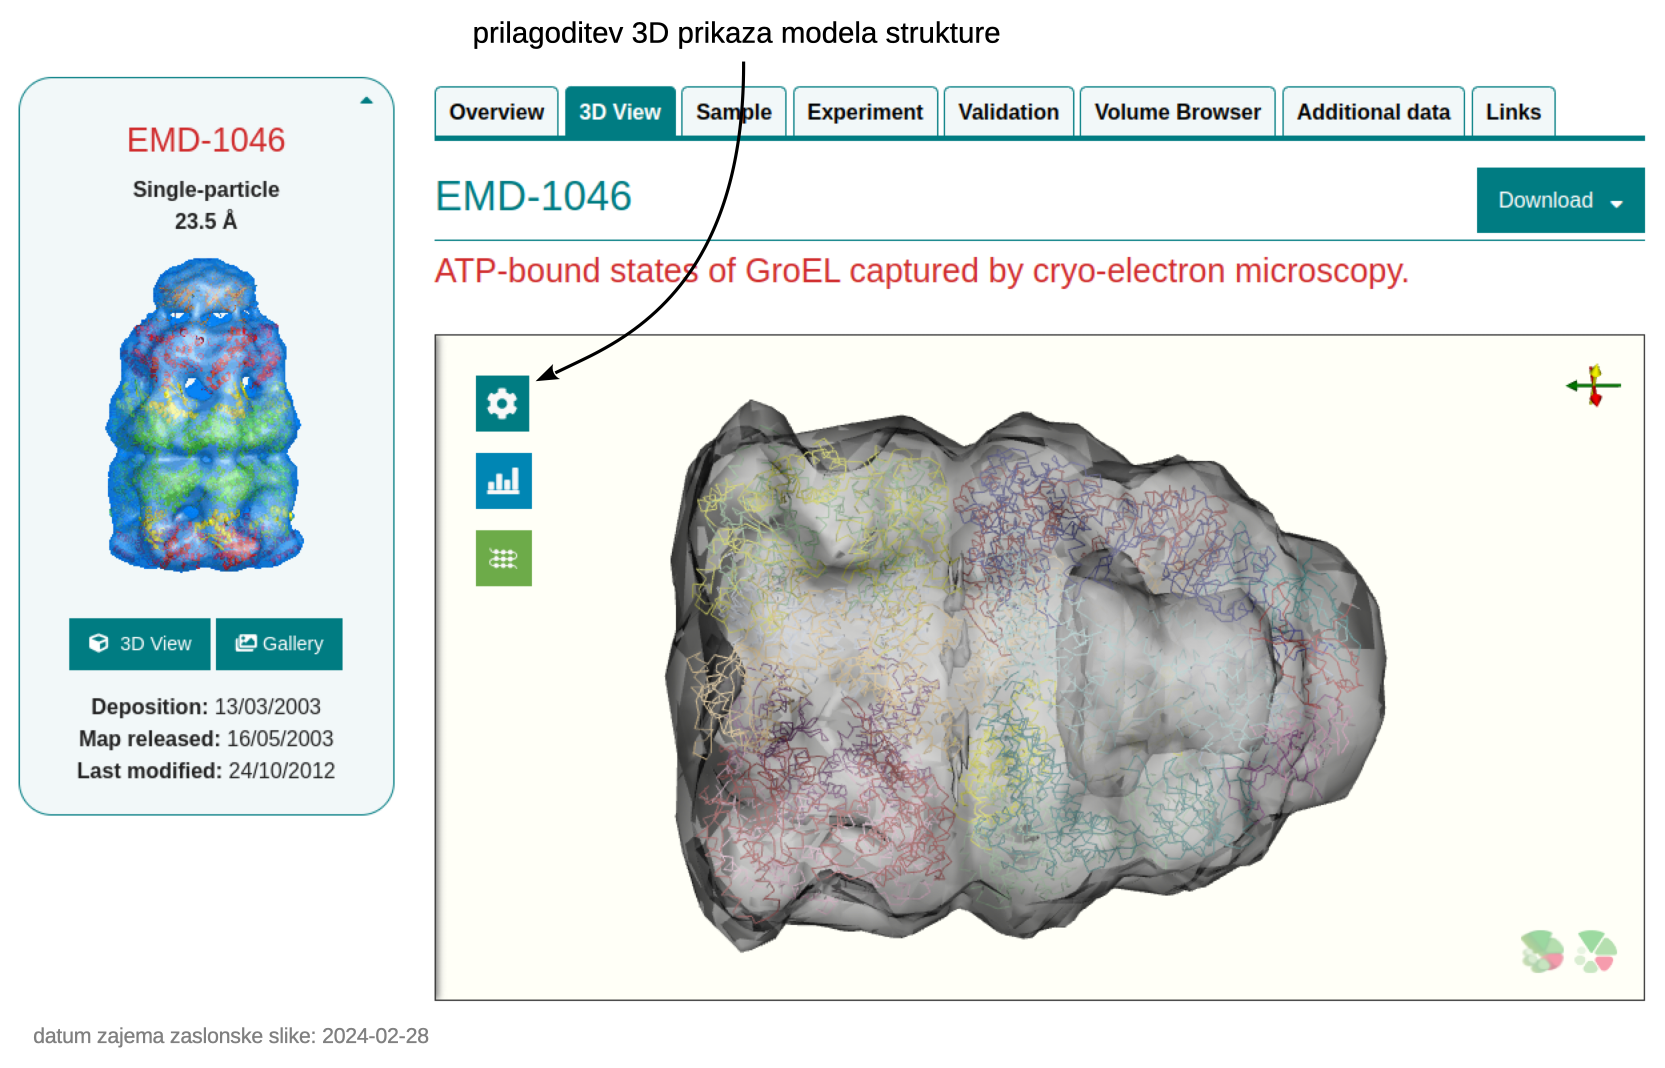 prilagoditev 3D prikaza modela strukture
EMD-1046
Single-particle
23.5 Å
3D View
Gallery
Deposition: 13/03/2003
Map released: 16/05/2003
Last modified: 24/10/2012
Overview
3D View
Sample
Experiment
Validation
Volume Browser
Additional data
Links
EMD-1046
Download
ATP-bound states of GroEL captured by cryo-electron microscopy.
datum zajema zaslonske slike: 2024-02-28